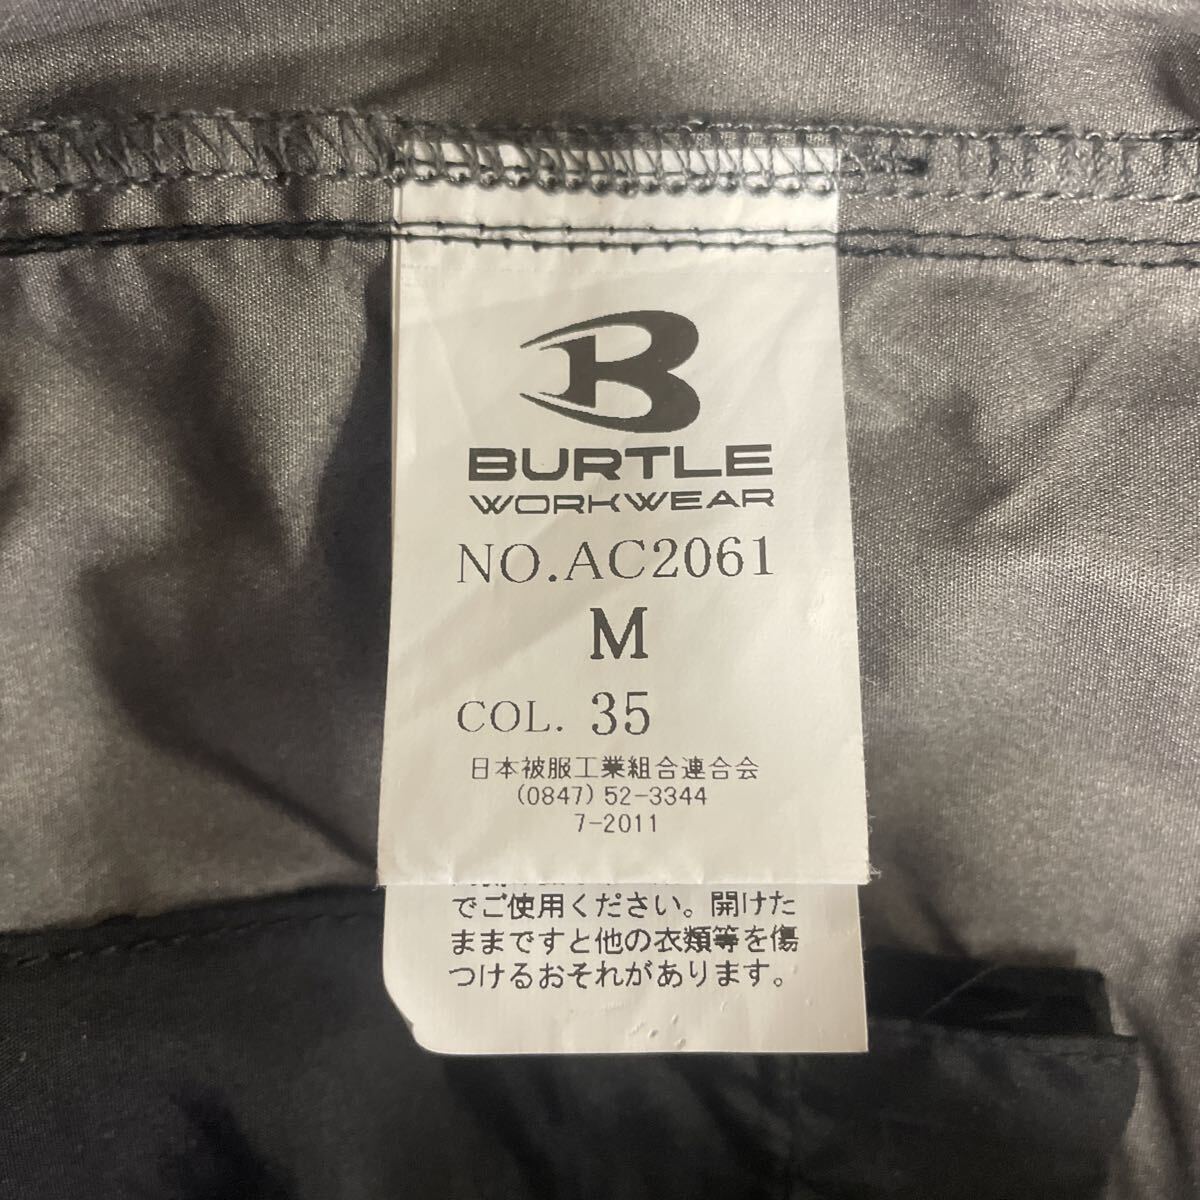 BURTLE
WORKWEAR
NO.AC2061
M
COL. 35
日本被服工業組合連合会
(0847) 52-3344
7-2011
でご使用ください。開けた
ままですと他の衣類等を傷
つけるおそれがあります。